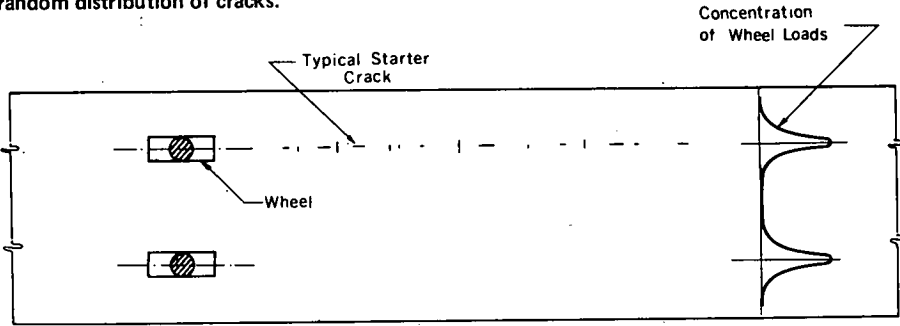 random distribution of cracks.
Concentration
of Wheel Loads
Typical Starter
Crack
Wheel